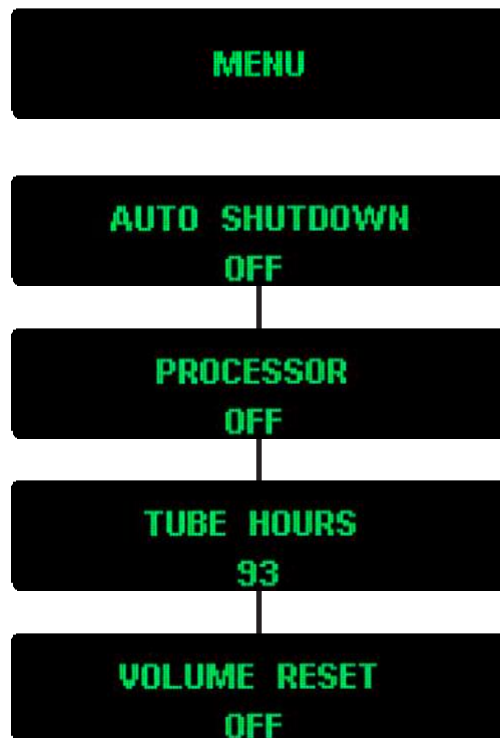 MENU
AUTO SHUTDOWN
OFF
PROCESSOR
OFF
TUBE HOURS
93
VOLUME RESET
OFF